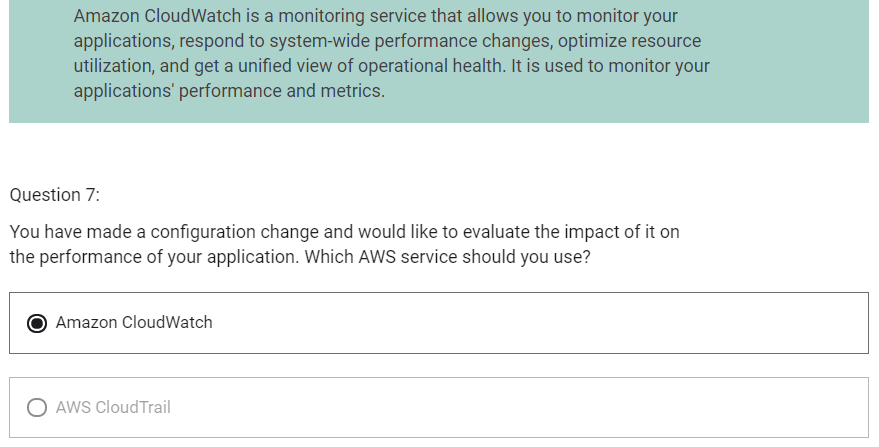 Amazon CloudWatch is a monitoring service that allows you to monitor your
applications, respond to system-wide performance changes, optimize resource
utilization, and get a unified view of operational health. It is used to monitor your
applications' performance and metrics.
Question 7:
You have made a configuration change and would like to evaluate the impact of it on
the performance of your application. Which AWS service should you use?
Amazon CloudWatch
AWS CloudTrail